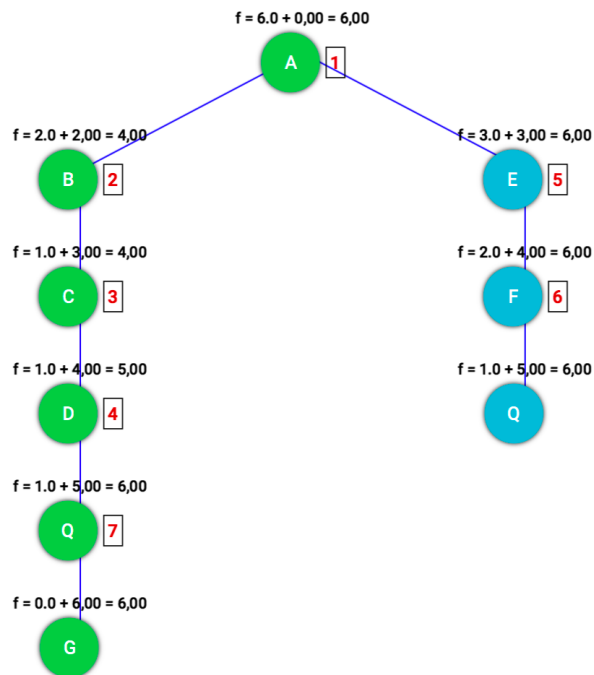 f = 6.0 + 0,00 = 6,00
A 1
f = 2.0 + 2,00 = 4,00 f = 3.0 + 3,00 = 6,00
B 2 E 5
f = 1.0 + 3,00 = 4,00 f = 2.0 + 4,00 = 6,00
C 3 F 6
f = 1.0 + 4,00 = 5,00 f = 1.0 + 5,00 = 6,00
D 4 Q
f = 1.0 + 5,00 = 6,00
Q 7
f = 0.0 + 6,00 = 6,00
G